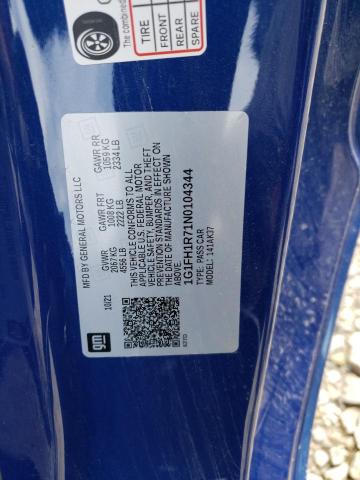 The combined
TIRE
FRONT
REAR
SPARE
MFD BY GENERAL MOTORS LLC
10/21
GVWR
2067 KG
4556 LB
GAWR FRT
1008 KG
2222 LB
GAWR RR
1059 KG
2334 LB
THIS VEHICLE CONFORMS TO ALL
APPLICABLE U.S. FEDERAL MOTOR
VEHICLE SAFETY, BUMPER, AND THEFT
PREVENTION STANDARDS IN EFFECT ON
THE DATE OF MANUFACTURE SHOWN
ABOVE.
1G1FH1R71N0104344
TYPE: PASS CAR
MODEL: 141AK37
gm